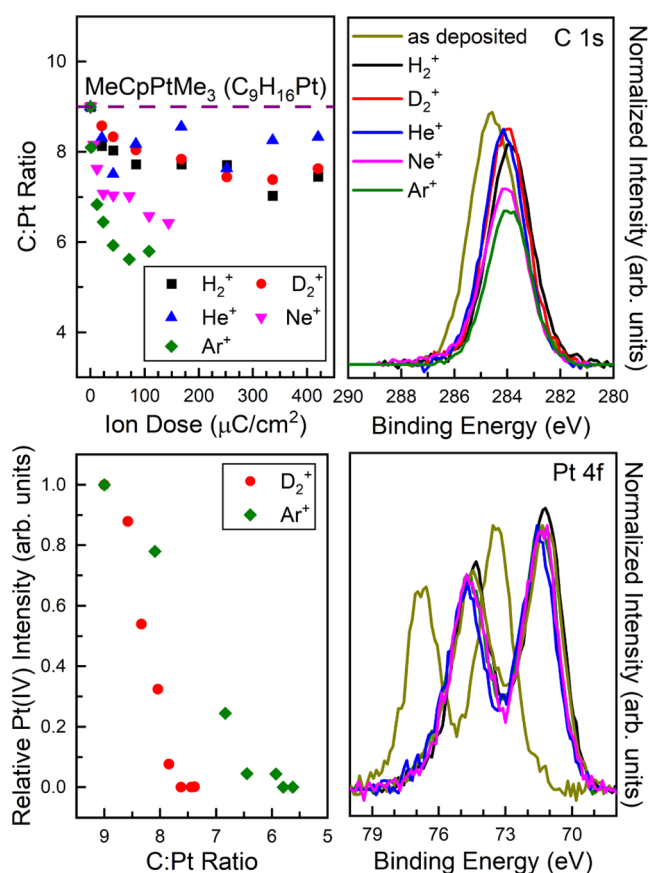 C:Pt Ratio
10
8
6
4
MeCpPtMe₃ (C₉H₁₆Pt)
H₂⁺
D₂⁺
He⁺
Ne⁺
Ar⁺
0 100 200 300 400
Ion Dose (μC/cm²)
C 1s
as deposited
H₂⁺
D₂⁺
He⁺
Ne⁺
Ar⁺
290 288 286 284 282 280
Binding Energy (eV)
Normalized Intensity (arb. units)
Relative Pt(IV) Intensity (arb. units)
1.0
0.8
0.6
0.4
0.2
0.0
D₂⁺
Ar⁺
9 8 7 6 5
C:Pt Ratio
Pt 4f
79 76 73 70
Binding Energy (eV)
Normalized Intensity (arb. units)